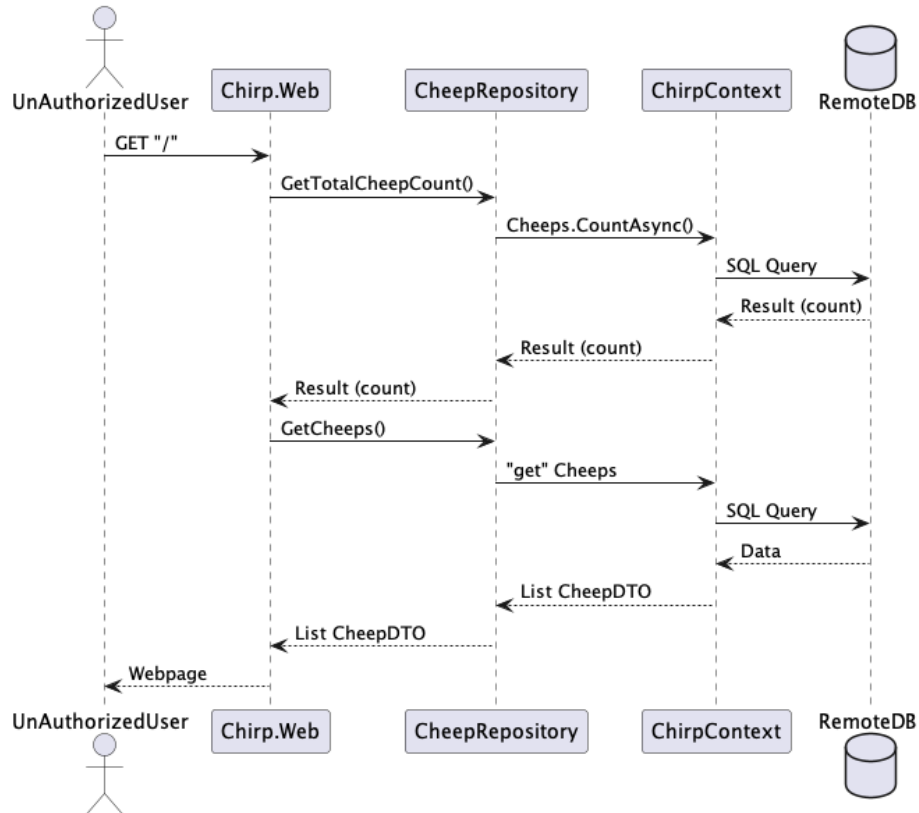 UnAuthorizedUser
Chirp.Web
CheepRepository
ChirpContext
RemoteDB
GET "/"
GetTotalCheepCount()
Cheeps.CountAsync()
SQL Query
Result (count)
Result (count)
Result (count)
GetCheeps()
"get" Cheeps
SQL Query
Data
List CheepDTO
List CheepDTO
Webpage
UnAuthorizedUser
Chirp.Web
CheepRepository
ChirpContext
RemoteDB